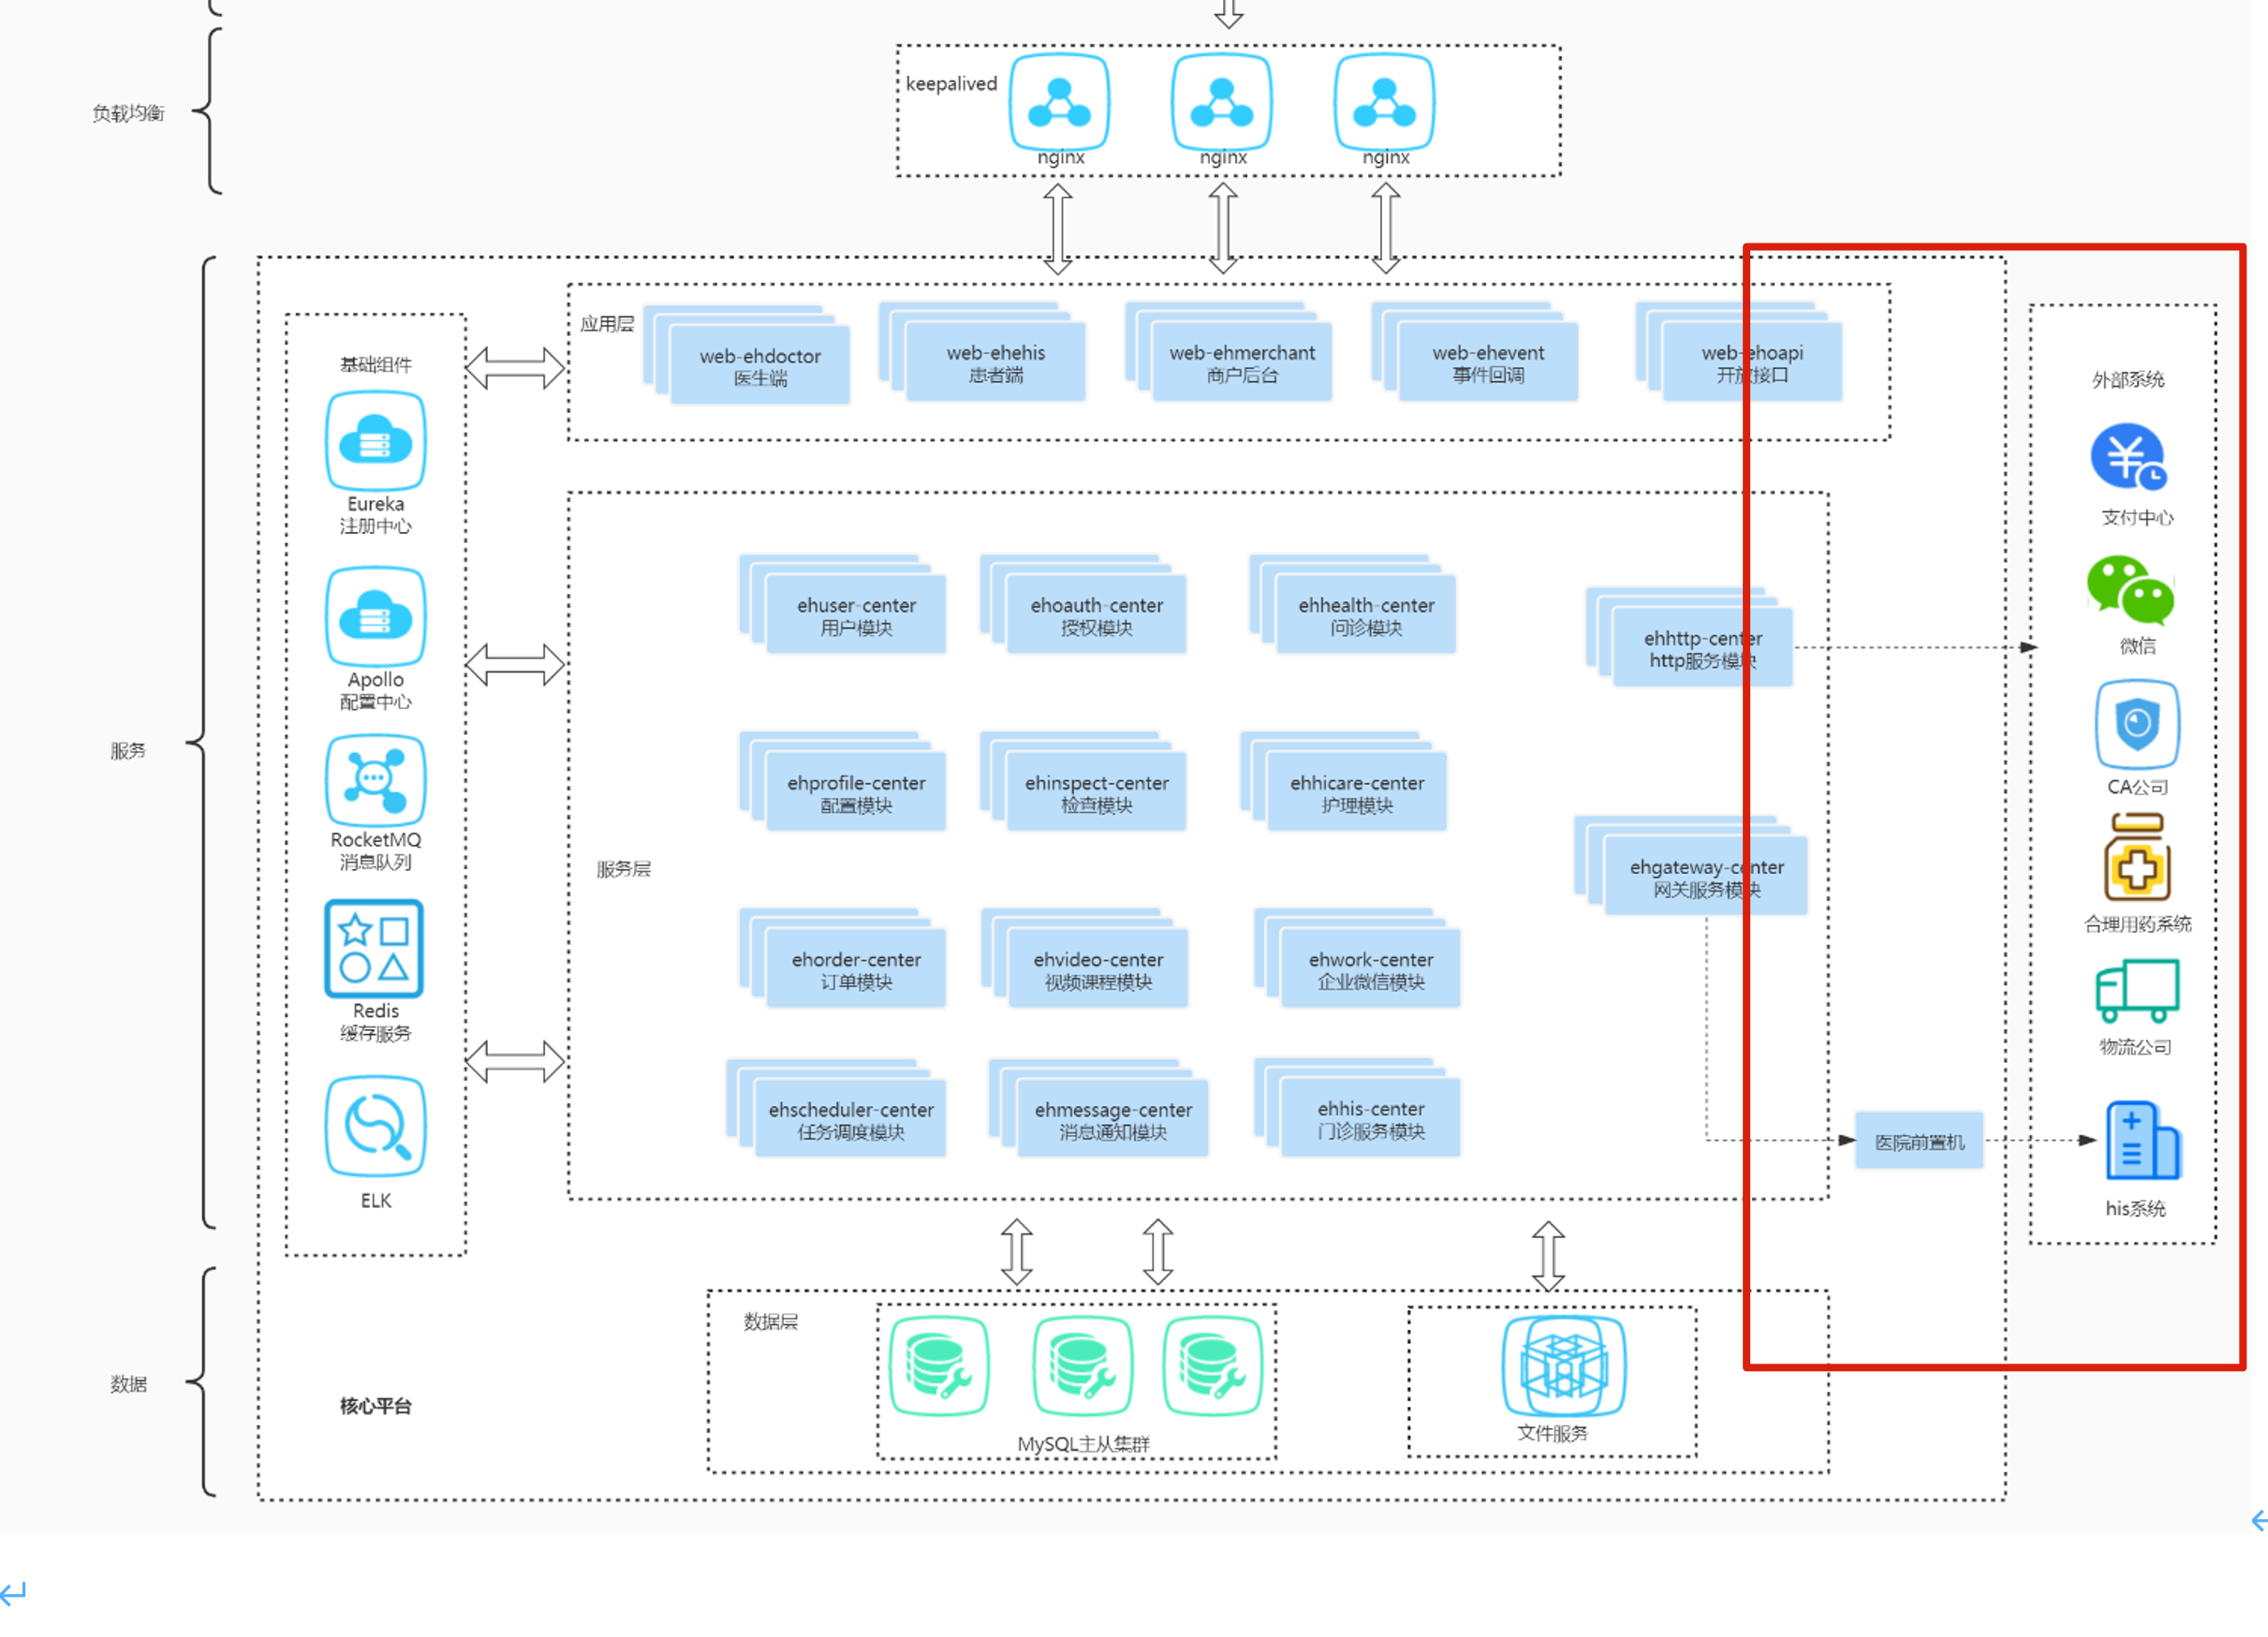 负载均衡
keepalived
nginx
nginx
nginx
服务
基础组件
Eureka
注册中心
Apollo
配置中心
RocketMQ
消息队列
Redis
缓存服务
ELK
应用层
web-ehdoctor
医生端
web-ehehis
患者端
web-ehmerchant
商户后台
web-ehevent
事件回调
web-ehoapi
开放接口
服务层
ehuser-center
用户模块
ehoauth-center
授权模块
ehhealth-center
问诊模块
ehhttp-center
http服务模块
ehprofile-center
配置模块
ehinspect-center
检查模块
ehhicare-center
护理模块
ehgateway-center
网关服务模块
ehorder-center
订单模块
ehvideo-center
视频课程模块
ehwork-center
企业微信模块
ehscheduler-center
任务调度模块
ehmessage-center
消息通知模块
ehhis-center
门诊服务模块
医院前置机
外部系统
支付中心
微信
CA公司
合理用药系统
物流公司
his系统
数据
核心平台
数据层
MySQL主从集群
文件服务